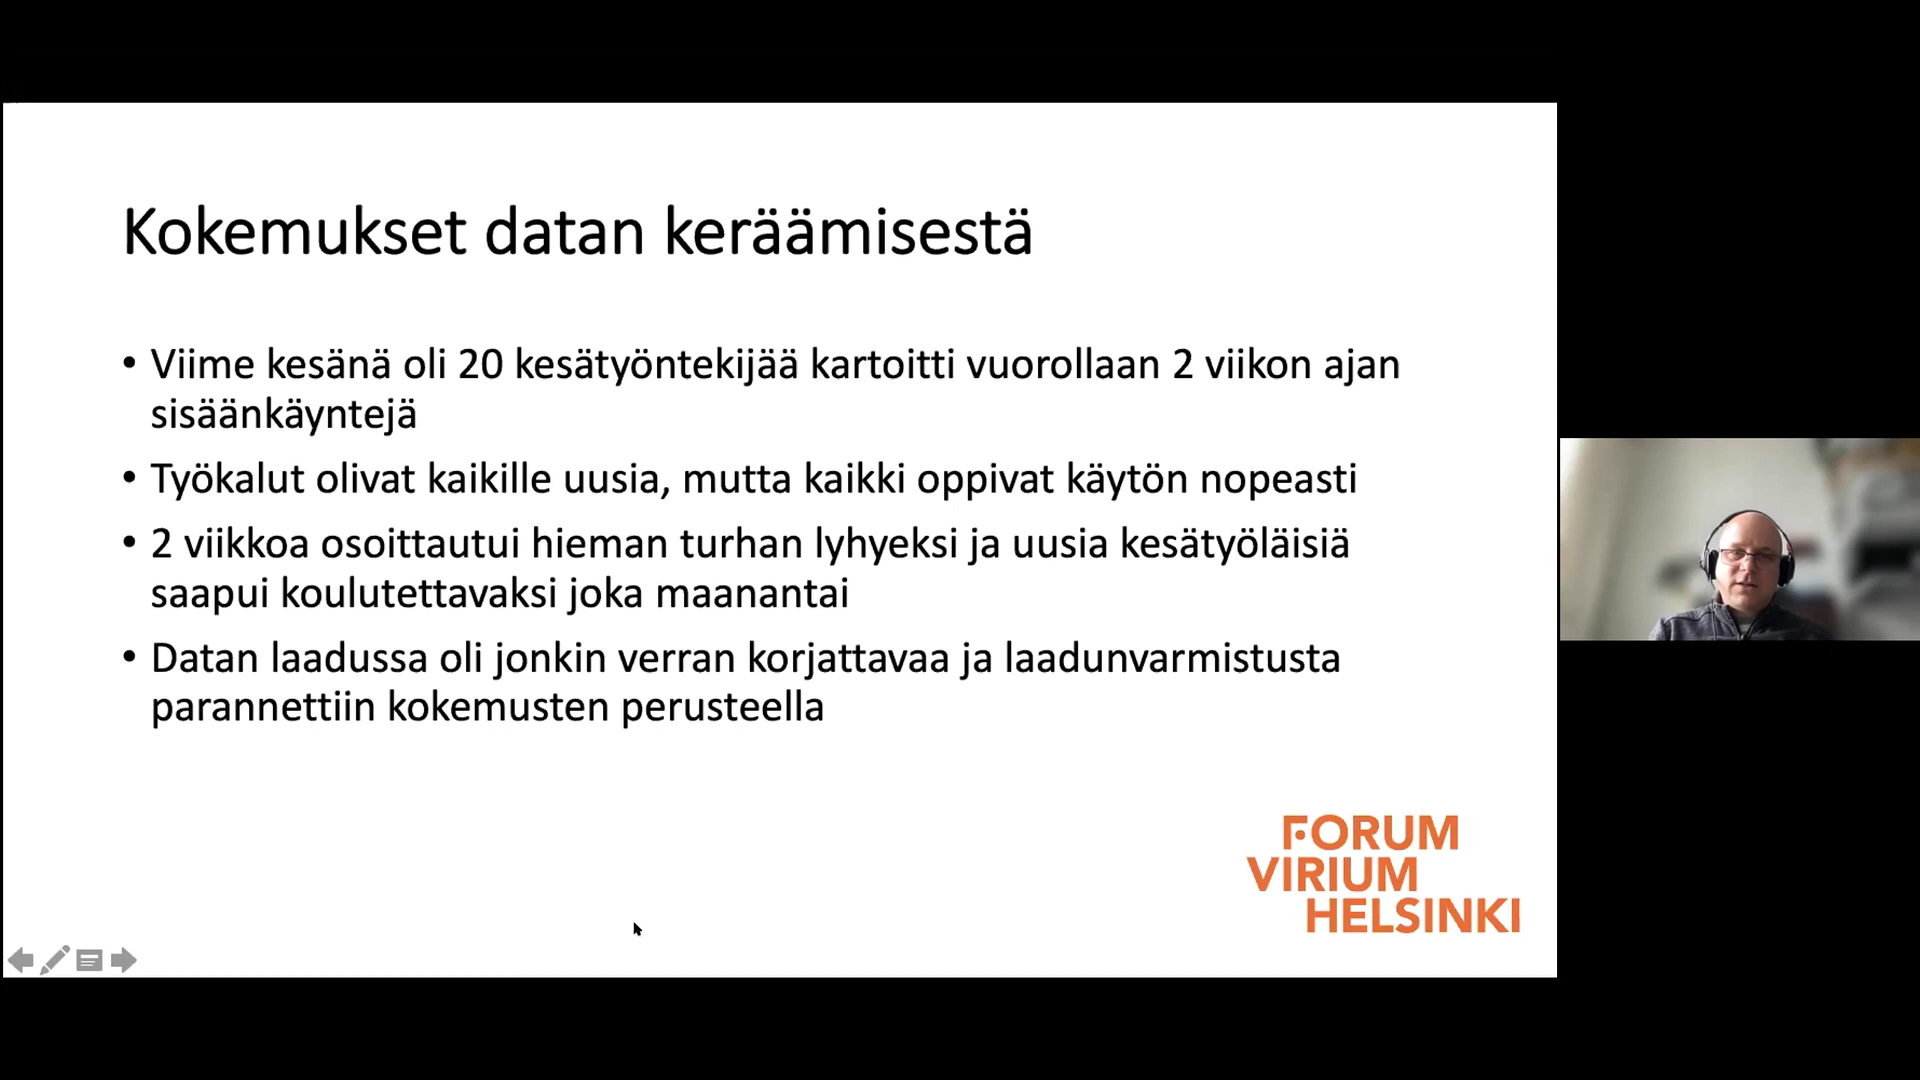 Kokemukset datan keräämisestä
• Viime kesänä oli 20 kesätyöntekijää kartoitti vuorollaan 2 viikon ajan
sisäänkäyntejä
• Työkalut olivat kaikille uusia, mutta kaikki oppivat käytön nopeasti
• 2 viikkoa osoittautui hieman turhan lyhyeksi ja uusia kesätyöläisiä
saapui koulutettavaksi joka maanantai
• Datan laadussa oli jonkin verran korjattavaa ja laadunvarmistusta
parannettiin kokemusten perusteella
FORUM
VIRIUM
HELSINKI